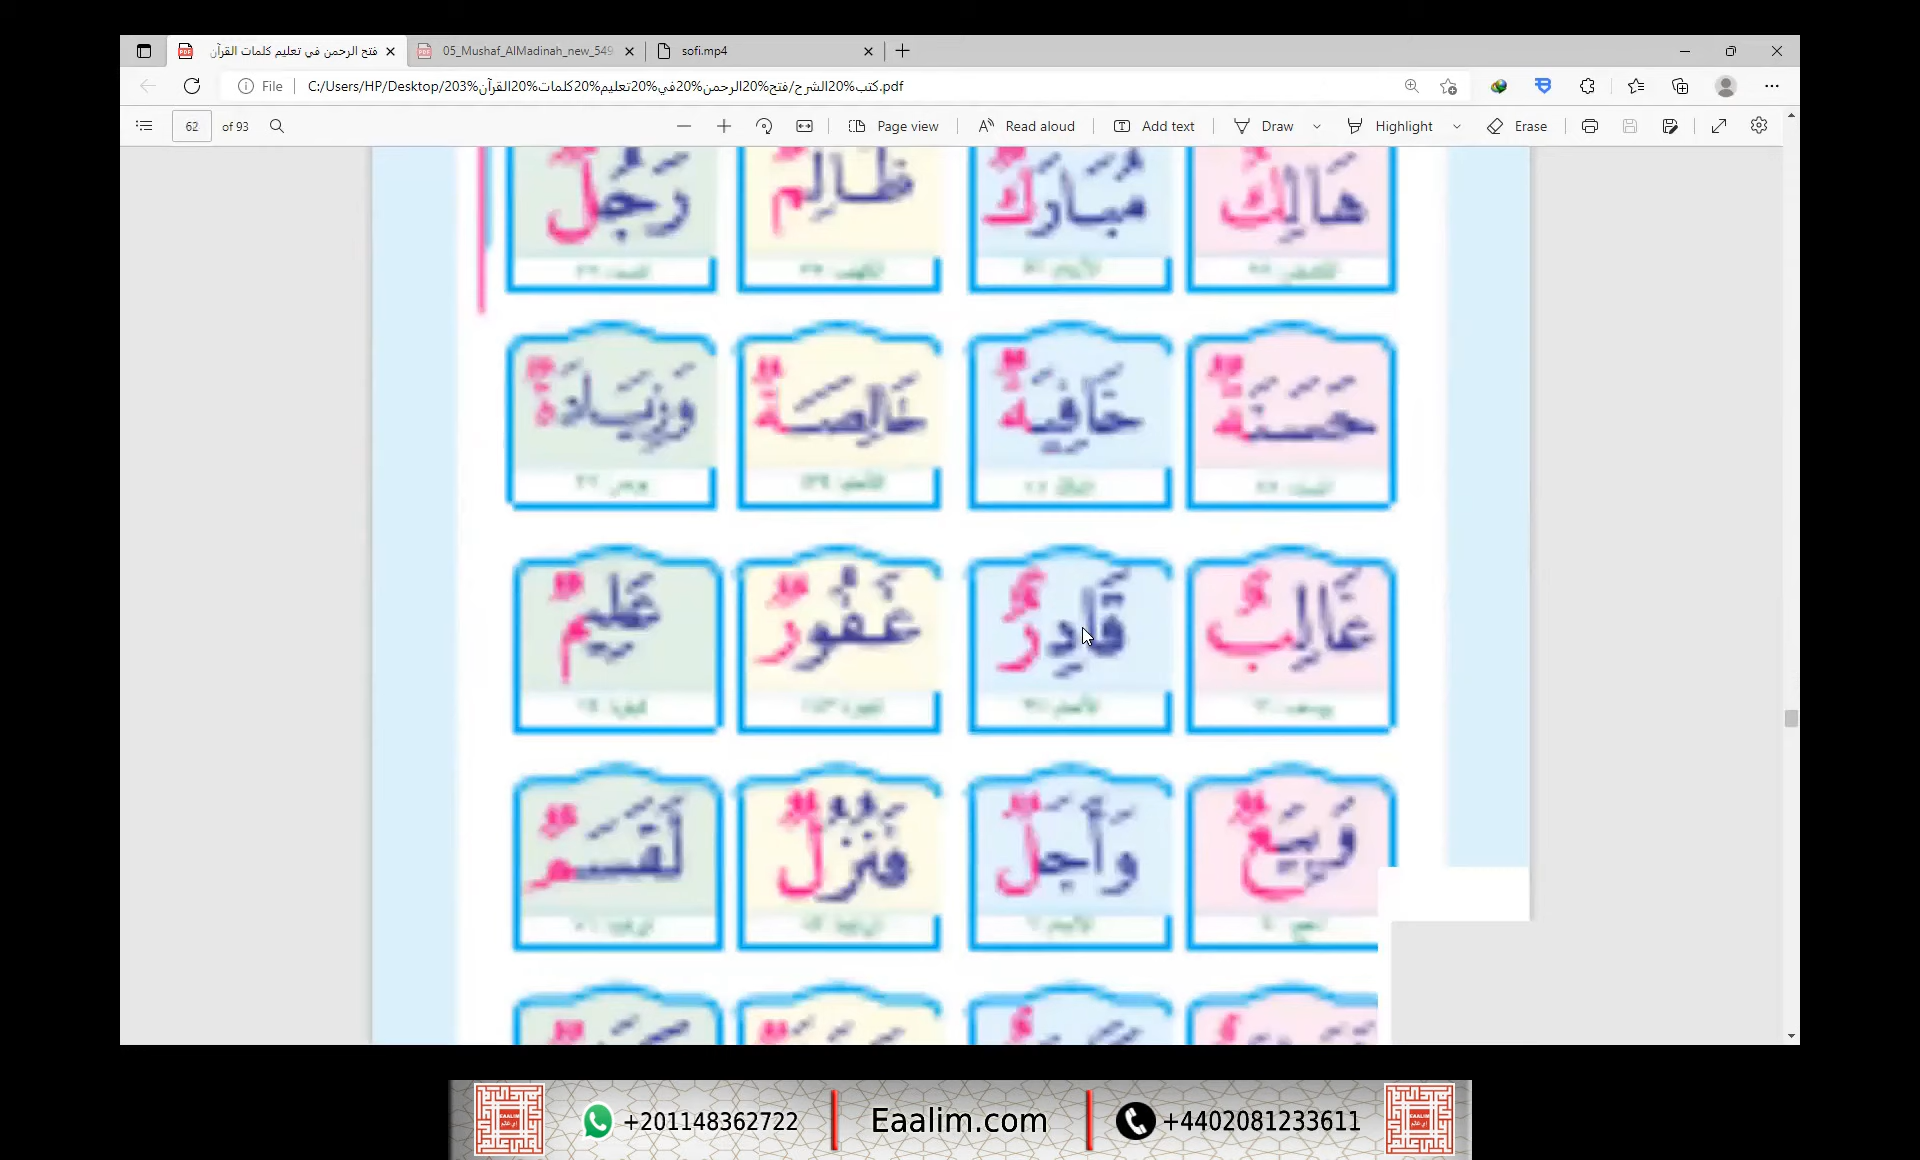 فتح الرحمن في تعليم كلمات القرآن
05_Mushaf_AlMadinah_new_549
sofi.mp4
File
C:/Users/HP/Desktop/203%كتب%20الشرح/فتح%20الرحمن%20في%20تعليم%20كلمات%20القرآن.pdf
62 of 93
Page view
Read aloud
Add text
Draw
Highlight
Erase
هَالِكٌ مُبَارَكٌ ظَالِمٌ رَجُلٌ
حَسَنَةٌ خَافِيَةٌ خَالِصَةٌ وَزِيَادَةٌ
غَالِبٌ قَادِرٌ غَفُورٌ عَلِيمٌ
وَبِيَعٌ وَأَجَلٌ فَنُزُلٌ لَقَسَمٌ
EAALIM
+201148362722
Eaalim.com
+4402081233611
EAALIM